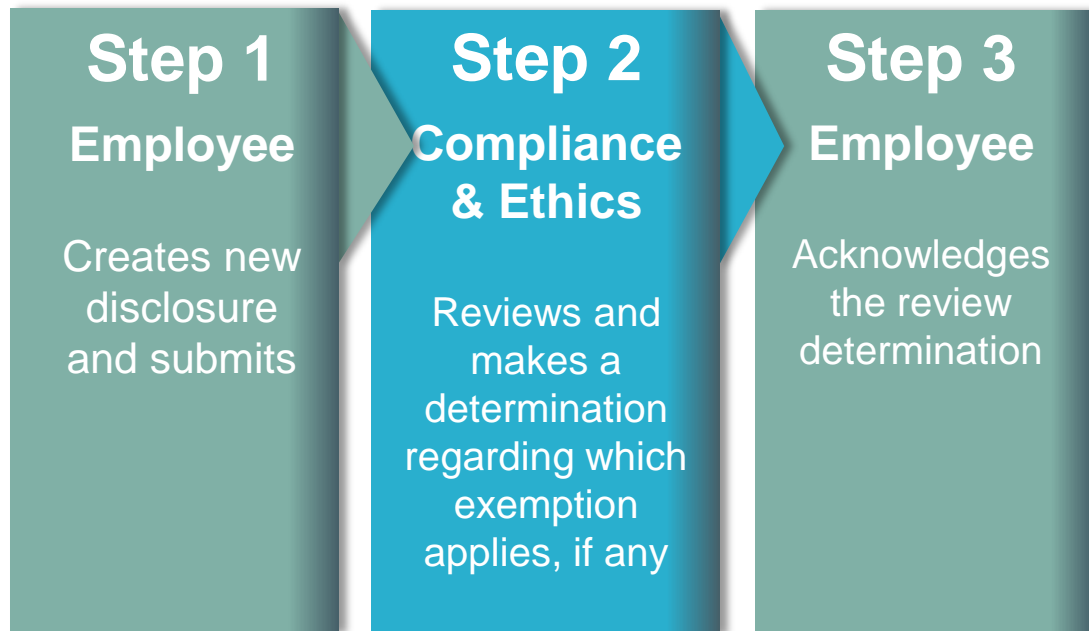 Step 1
Employee
Creates new
disclosure
and submits
Step 2
Compliance
& Ethics
Reviews and
makes a
determination
regarding which
exemption
applies, if any
Step 3
Employee
Acknowledges
the review
determination